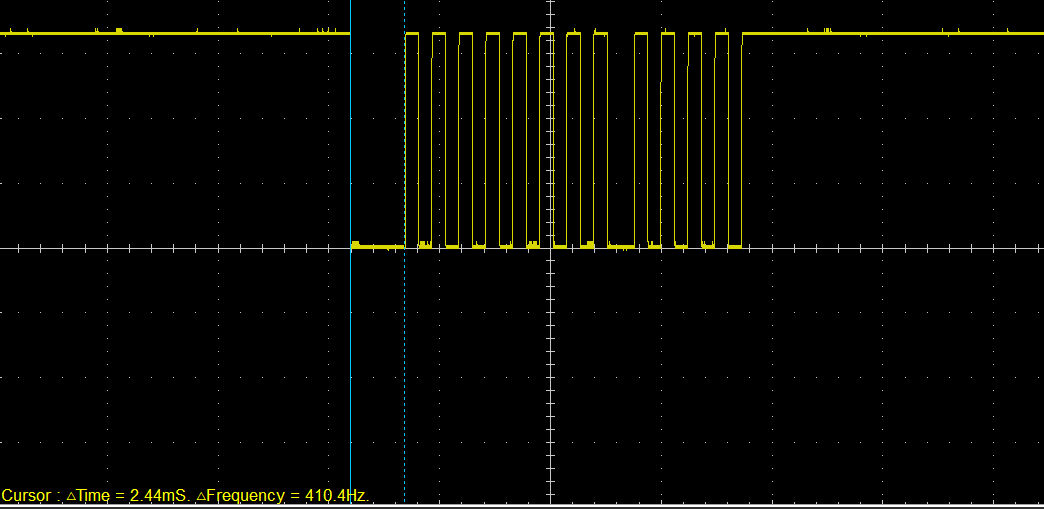 Cursor : △Time = 2.44mS. △Frequency = 410.4Hz.